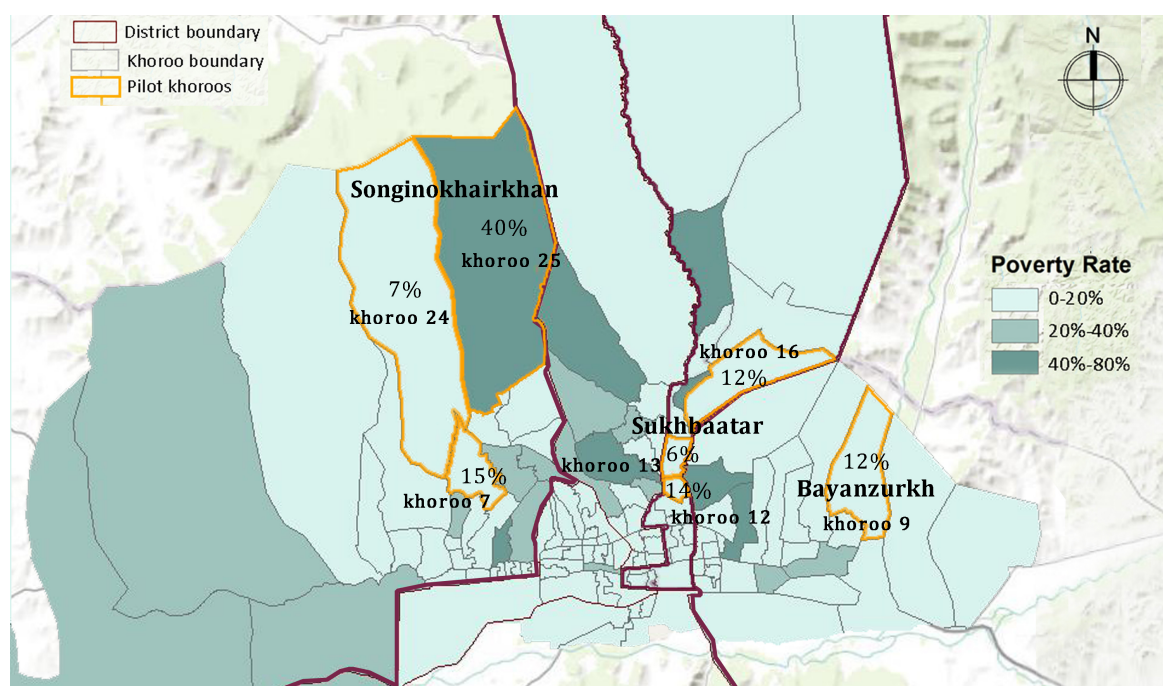 District boundary
Khoroo boundary
Pilot khoroos
N
Songinokhairkhan
40%
khoroo 25
7%
khoroo 24
Poverty Rate
0-20%
20%-40%
40%-80%
khoroo 16
12%
Sukhbaatar
6%
khoroo 13
15%
khoroo 7
14%
khoroo 12
12%
Bayanzurkh
khoroo 9